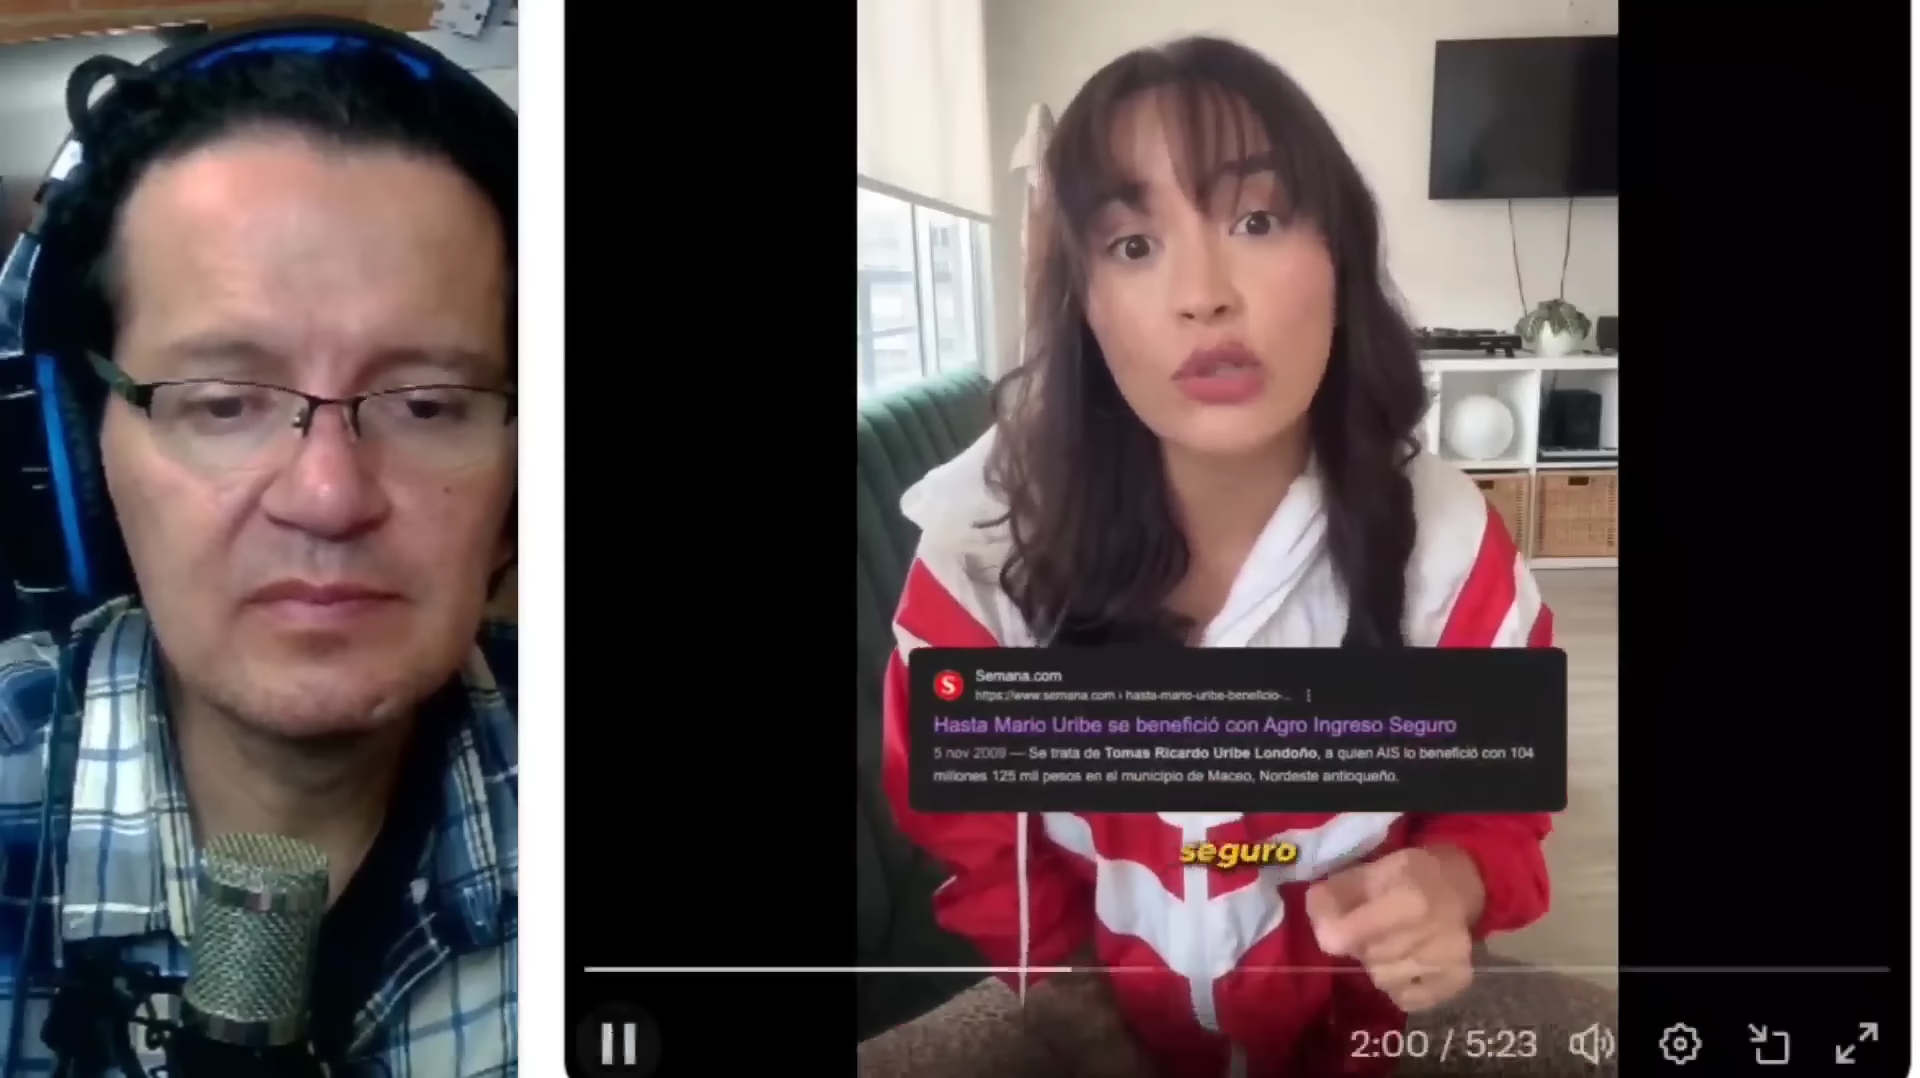 Semana.com
https://www.semana.com › hasta-mario-uribe-beneficio-...
Hasta Mario Uribe se benefició con Agro Ingreso Seguro
5 nov 2009 — Se trata de Tomas Ricardo Uribe Londoño, a quien AIS lo benefició con 104
millones 125 mil pesos en el municipio de Maceo, Nordeste antioqueño.
seguro
2:00 / 5:23